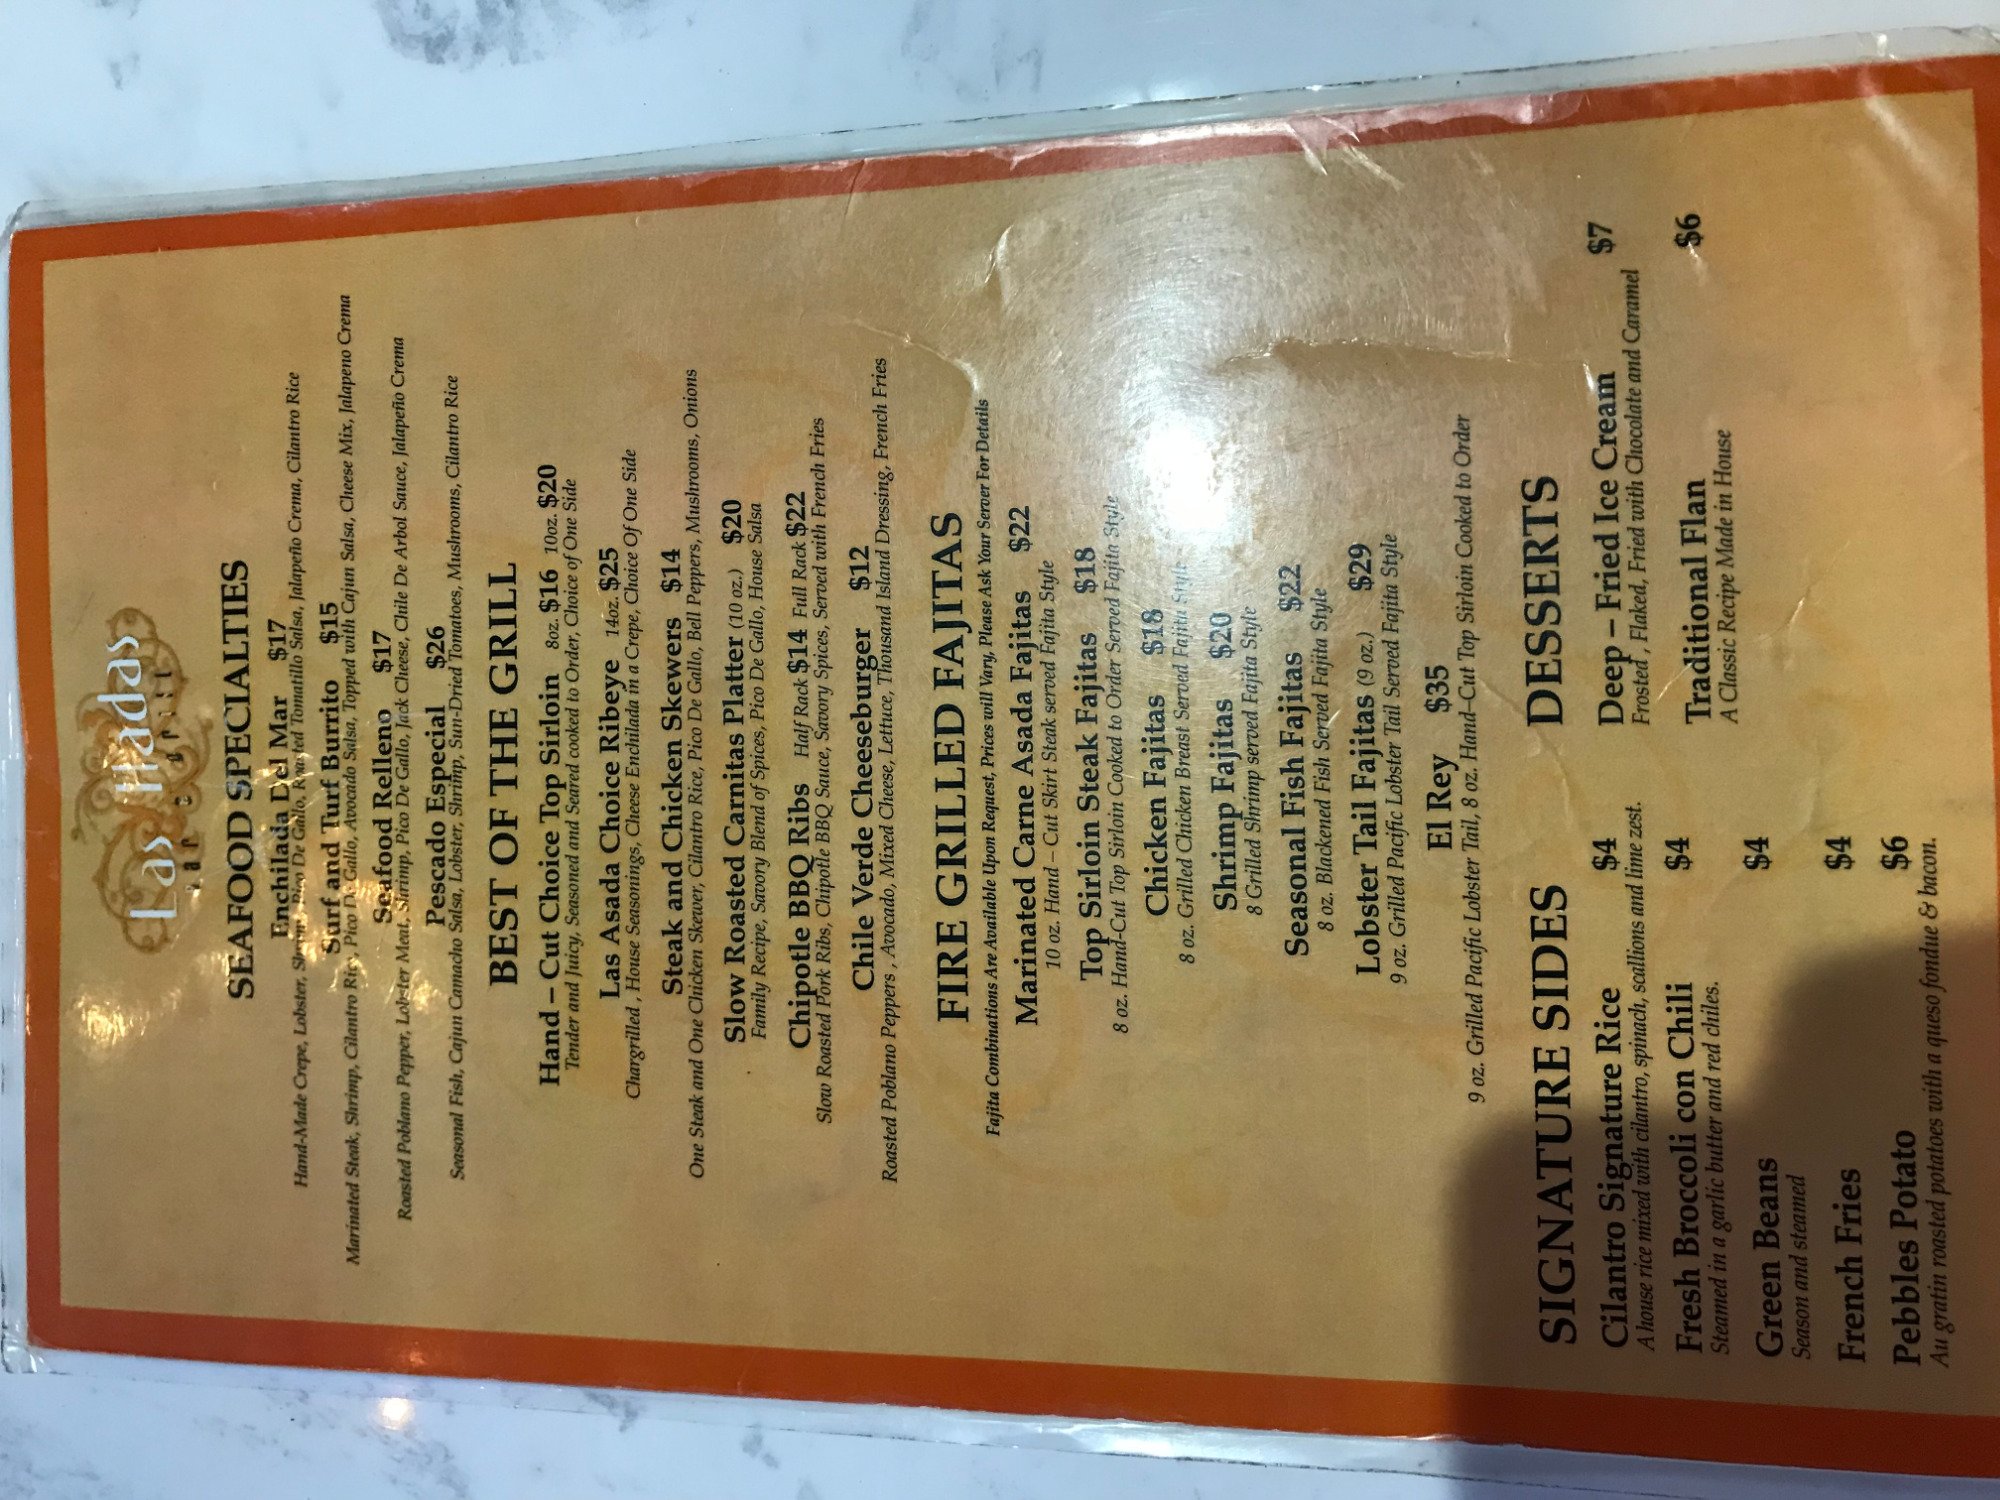 Las Hadas
bar & grill
SEAFOOD SPECIALTIES
Enchilada Del Mar $17
Hand-Made Crepe, Lobster, Shrimp, Pico De Gallo, Roasted Tomatillo Salsa, Jalapeño Crema, Cilantro Rice
Surf and Turf Burrito $15
Marinated Steak, Shrimp, Cilantro Rice, Pico De Gallo, Avocado Salsa, Topped with Cajun Salsa, Cheese Mix, Jalapeno Crema
Seafood Relleno $17
Roasted Poblano Pepper, Lobster Meat, Shrimp, Pico De Gallo, Jack Cheese, Chile De Arbol Sauce, Jalapeño Crema
Pescado Especial $26
Seasonal Fish, Cajun Camacho Salsa, Lobster, Shrimp, Sun-Dried Tomatoes, Mushrooms, Cilantro Rice
BEST OF THE GRILL
Hand – Cut Choice Top Sirloin 8oz. $16 10oz. $20
Tender and Juicy, Seasoned and Seared cooked to Order, Choice of One Side
Las Asada Choice Ribeye 14oz. $25
Chargrilled , House Seasonings, Cheese Enchilada in a Crepe, Choice Of One Side
Steak and Chicken Skewers $14
One Steak and One Chicken Skewer, Cilantro Rice, Pico De Gallo, Bell Peppers, Mushrooms, Onions
Slow Roasted Carnitas Platter (10 oz.) $20
Family Recipe, Savory Blend of Spices, Pico De Gallo, House Salsa
Chipotle BBQ Ribs Half Rack $14 Full Rack $22
Slow Roasted Pork Ribs, Chipotle BBQ Sauce, Savory Spices, Served with French Fries
Chile Verde Cheeseburger $12
Roasted Poblano Peppers , Avocado, Mixed Cheese, Lettuce, Thousand Island Dressing, French Fries
FIRE GRILLED FAJITAS
Fajita Combinations Are Available Upon Request, Prices will Vary, Please Ask Your Server For Details
Marinated Carne Asada Fajitas $22
10 oz. Hand – Cut Skirt Steak served Fajita Style
Top Sirloin Steak Fajitas $18
8 oz. Hand-Cut Top Sirloin Cooked to Order Served Fajita Style
Chicken Fajitas $18
8 oz. Grilled Chicken Breast Served Fajita Style
Shrimp Fajitas $20
8 Grilled Shrimp served Fajita Style
Seasonal Fish Fajitas $22
8 oz. Blackened Fish Served Fajita Style
Lobster Tail Fajitas (9 oz.) $29
9 oz. Grilled Pacific Lobster Tail Served Fajita Style
El Rey $35
9 oz. Grilled Pacific Lobster Tail, 8 oz. Hand-Cut Top Sirloin Cooked to Order
SIGNATURE SIDES
Cilantro Signature Rice $4
A house rice mixed with cilantro, spinach, scallions and lime zest.
Fresh Broccoli con Chili $4
Steamed in a garlic butter and red chiles.
Green Beans $4
Season and steamed
French Fries $4
Pebbles Potato $6
Au gratin roasted potatoes with a queso fondue & bacon.
DESSERTS
Deep – Fried Ice Cream $7
Frosted , Flaked, Fried with Chocolate and Caramel
Traditional Flan $6
A Classic Recipe Made in House